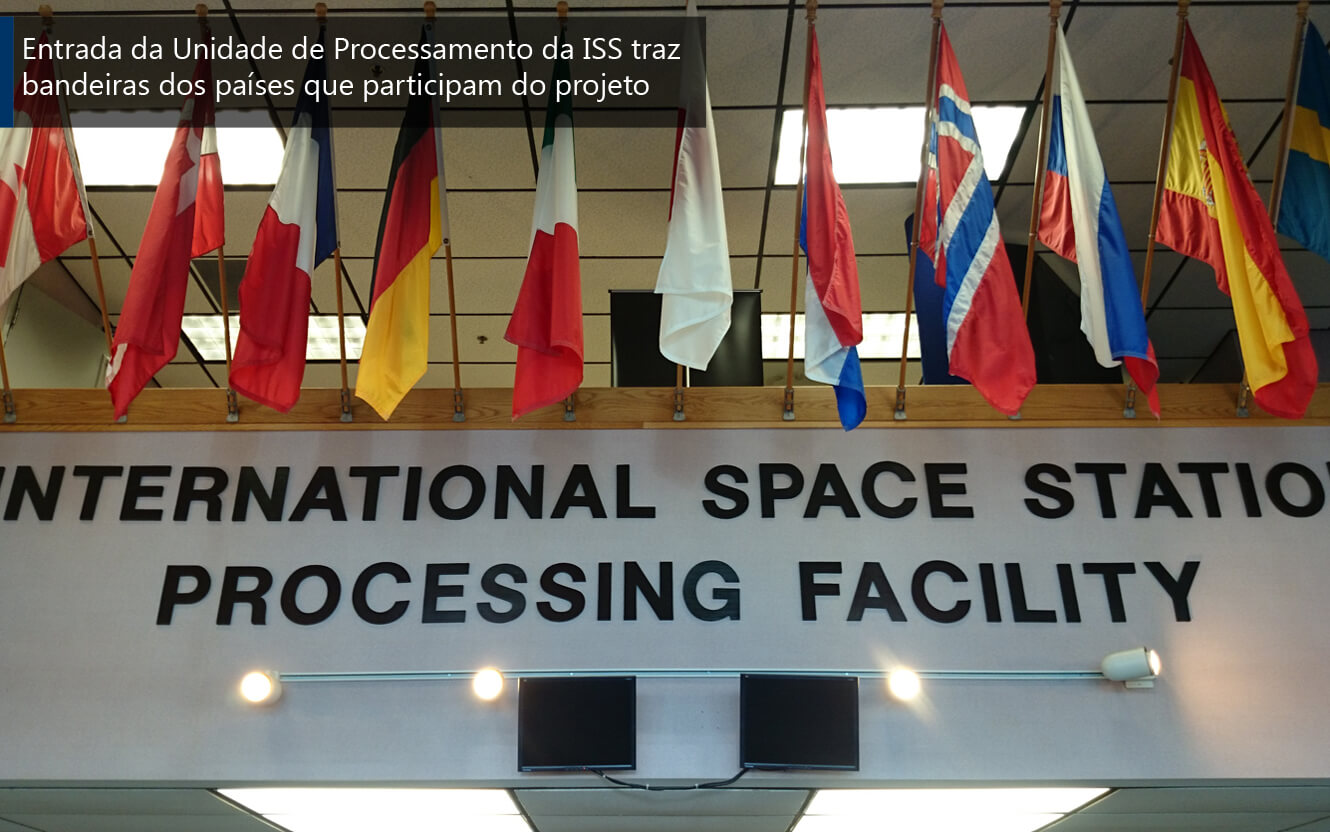 Entrada da Unidade de Processamento da ISS traz
bandeiras dos países que participam do projeto
INTERNATIONAL SPACE STATIO
PROCESSING FACILITY